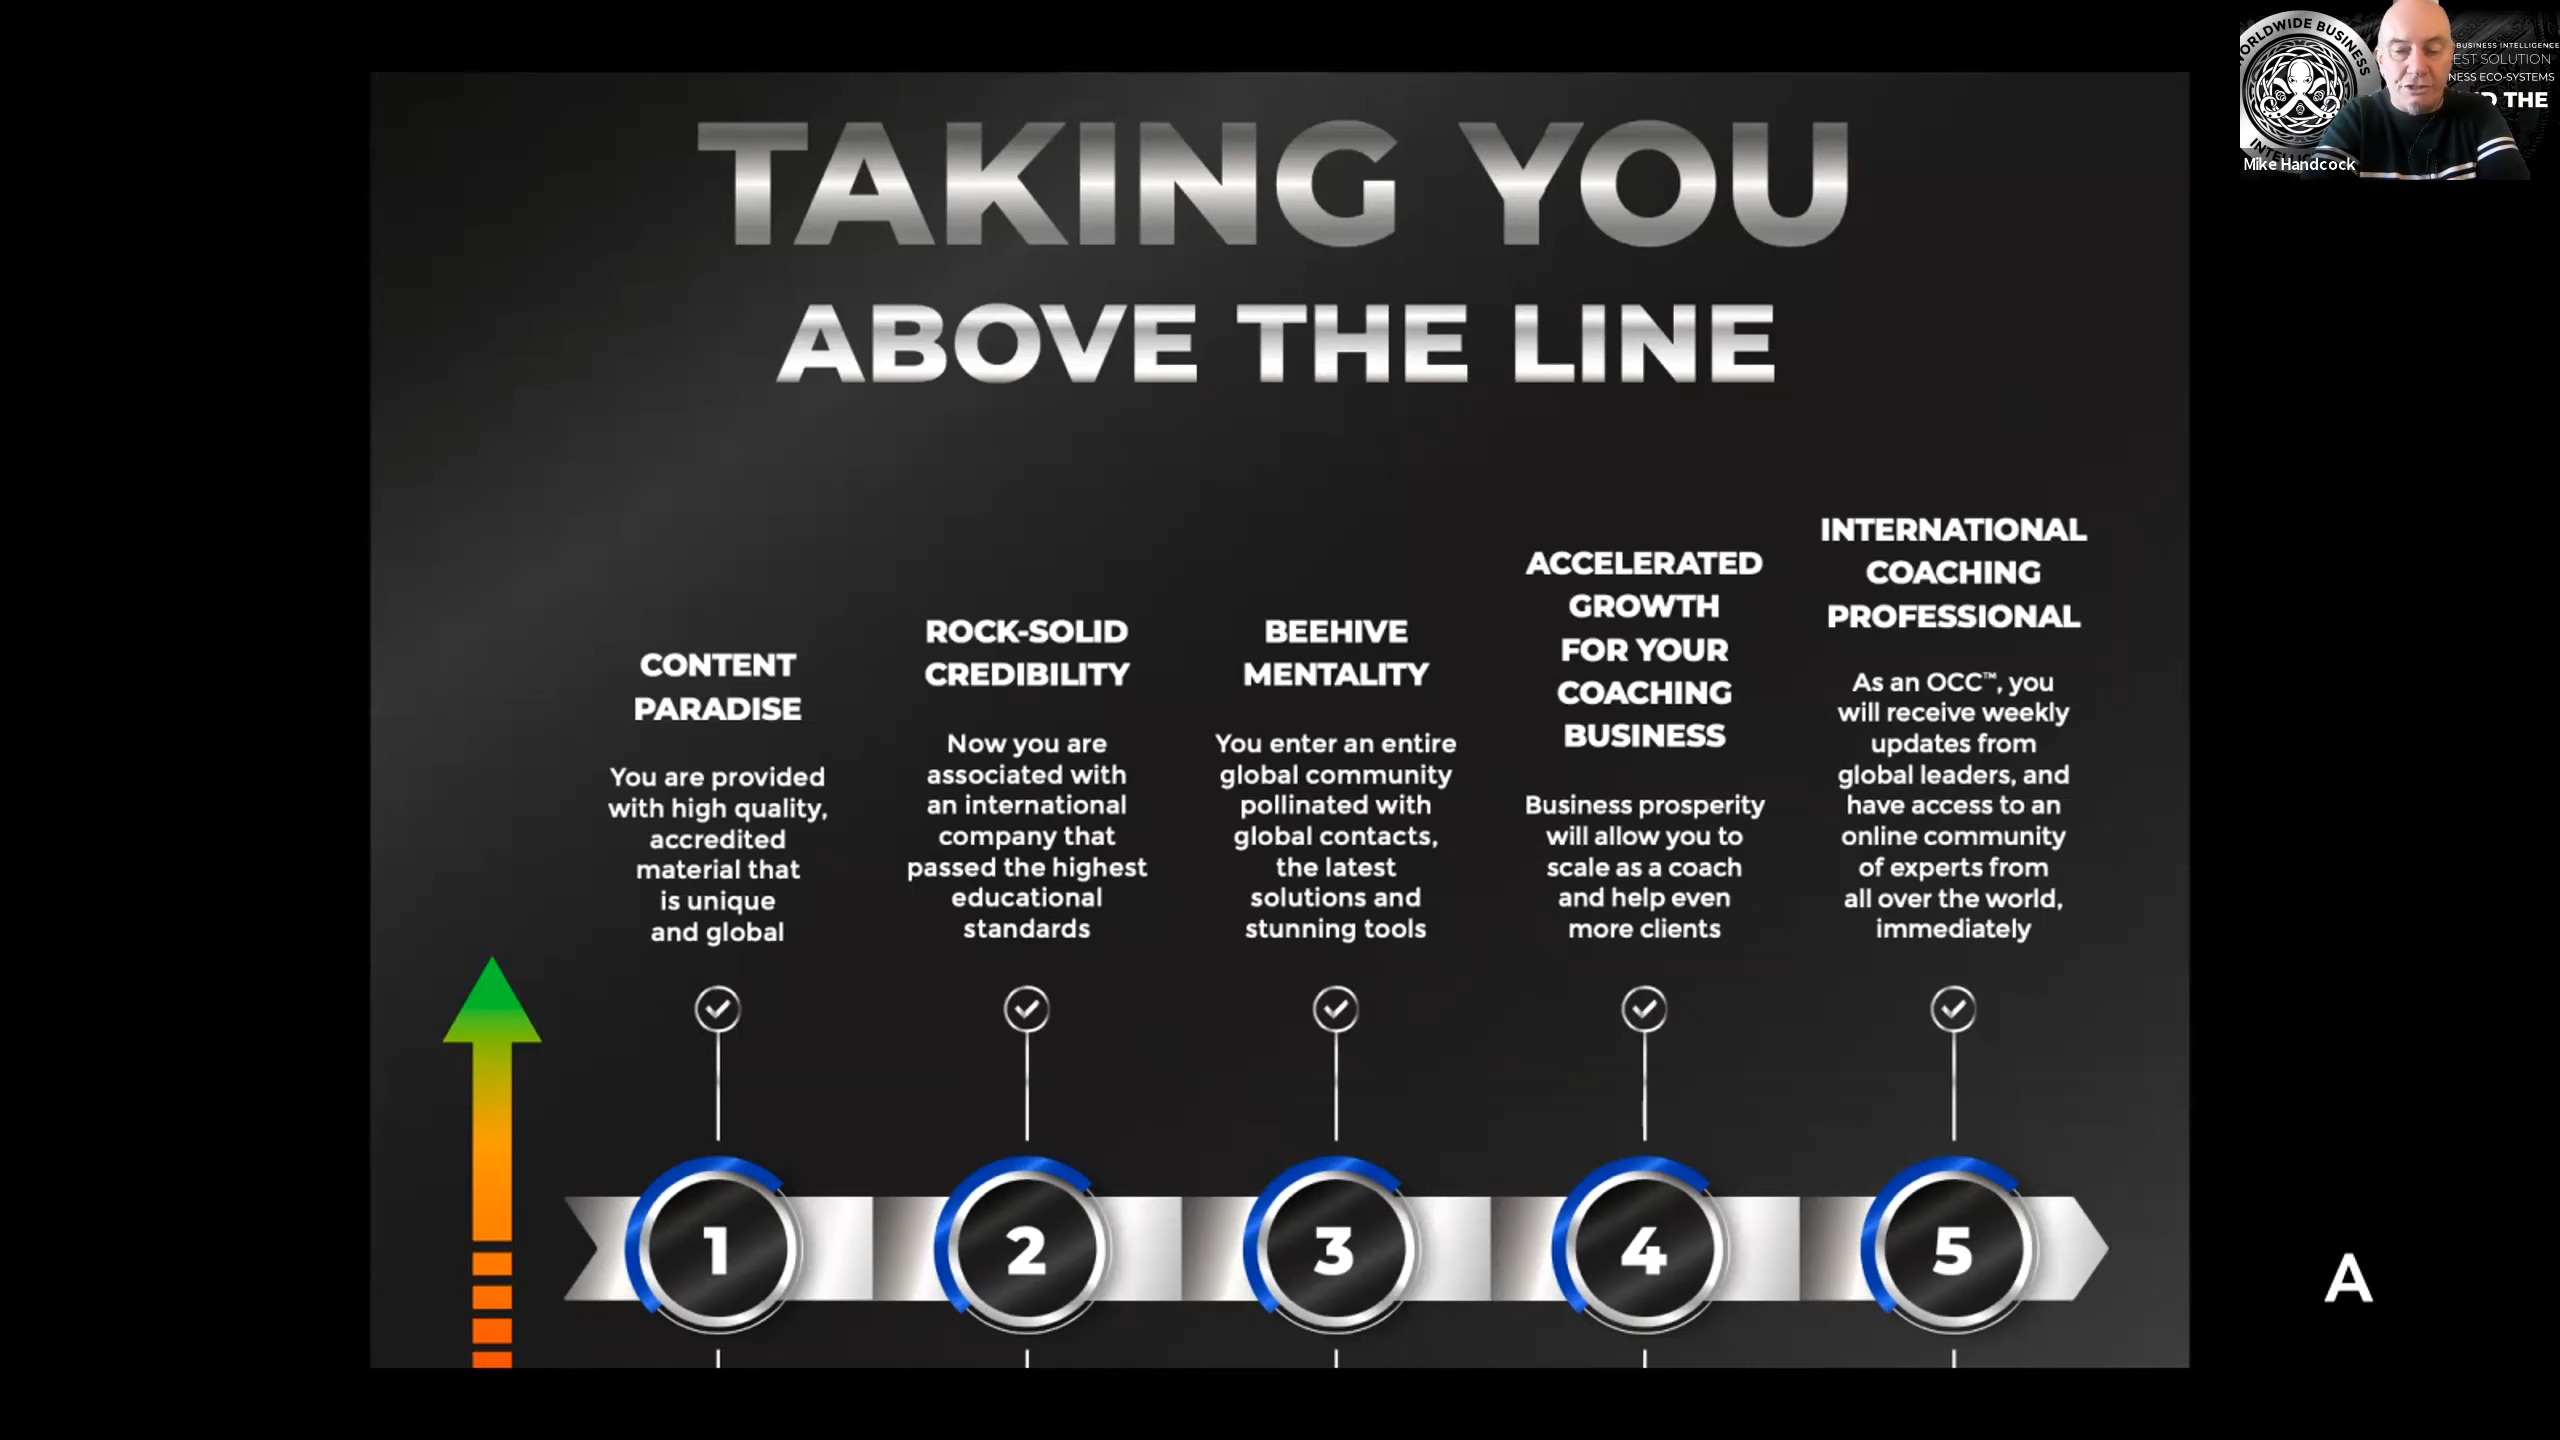 TAKING YOU
ABOVE THE LINE
CONTENT
PARADISE
You are provided
with high quality,
accredited
material that
is unique
and global
ROCK-SOLID
CREDIBILITY
Now you are
associated with
an international
company that
passed the highest
educational
standards
BEEHIVE
MENTALITY
You enter an entire
global community
pollinated with
global contacts,
the latest
solutions and
stunning tools
ACCELERATED
GROWTH
FOR YOUR
COACHING
BUSINESS
Business prosperity
will allow you to
scale as a coach
and help even
more clients
INTERNATIONAL
COACHING
PROFESSIONAL
As an OCC™, you
will receive weekly
updates from
global leaders, and
have access to an
online community
of experts from
all over the world,
immediately
1
2
3
4
5
A
WORLDWIDE BUSINESS
BUSINESS INTELLIGENCE
SOLUTION
ECO-SYSTEMS
THE
Mike Handcock